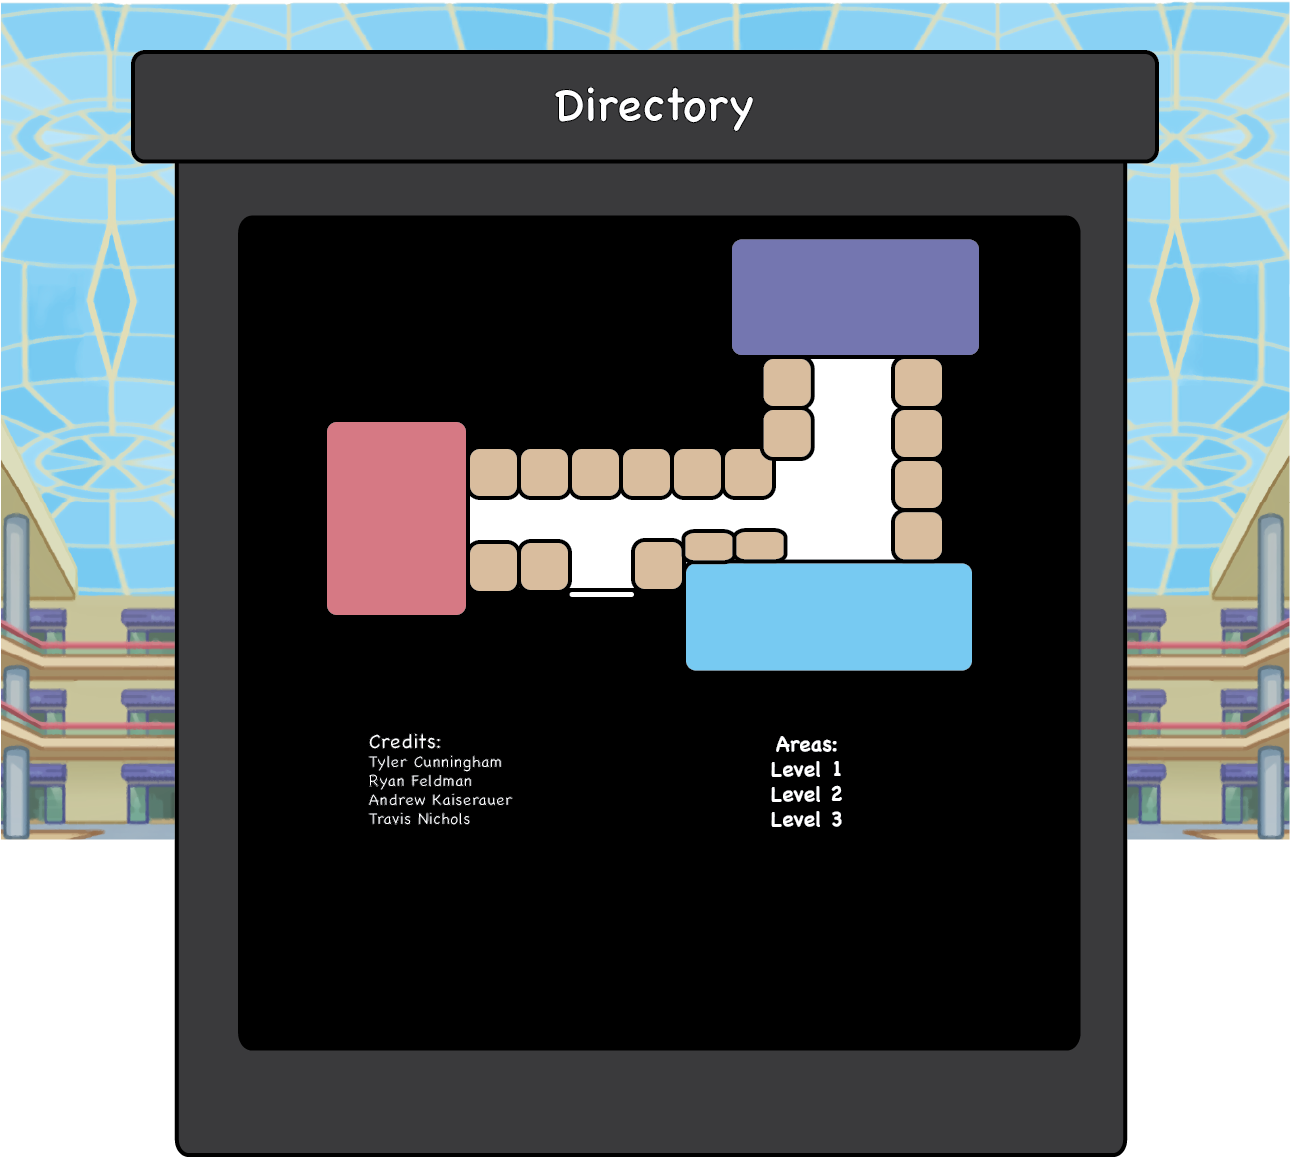 Directory
Credits:
Tyler Cunningham
Ryan Feldman
Andrew Kaiserauer
Travis Nichols
Areas:
Level 1
Level 2
Level 3